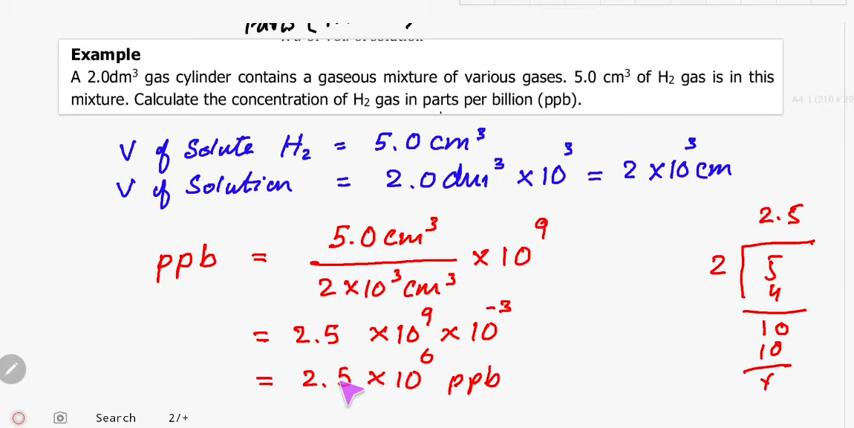 Example
A 2.0dm³ gas cylinder contains a gaseous mixture of various gases. 5.0 cm³ of H₂ gas is in this
mixture. Calculate the concentration of H₂ gas in parts per billion (ppb).
V of Solute H₂ = 5.0 cm³
V of Solution = 2.0 dm³ × 10³ = 2 × 10³ cm³
ppb = 5.0 cm³ / 2 × 10³ cm³ × 10⁹
= 2.5 × 10⁹ × 10⁻³
= 2.5 × 10⁶ ppb
2.5
2 5
4
10
10
x
Search 2/+